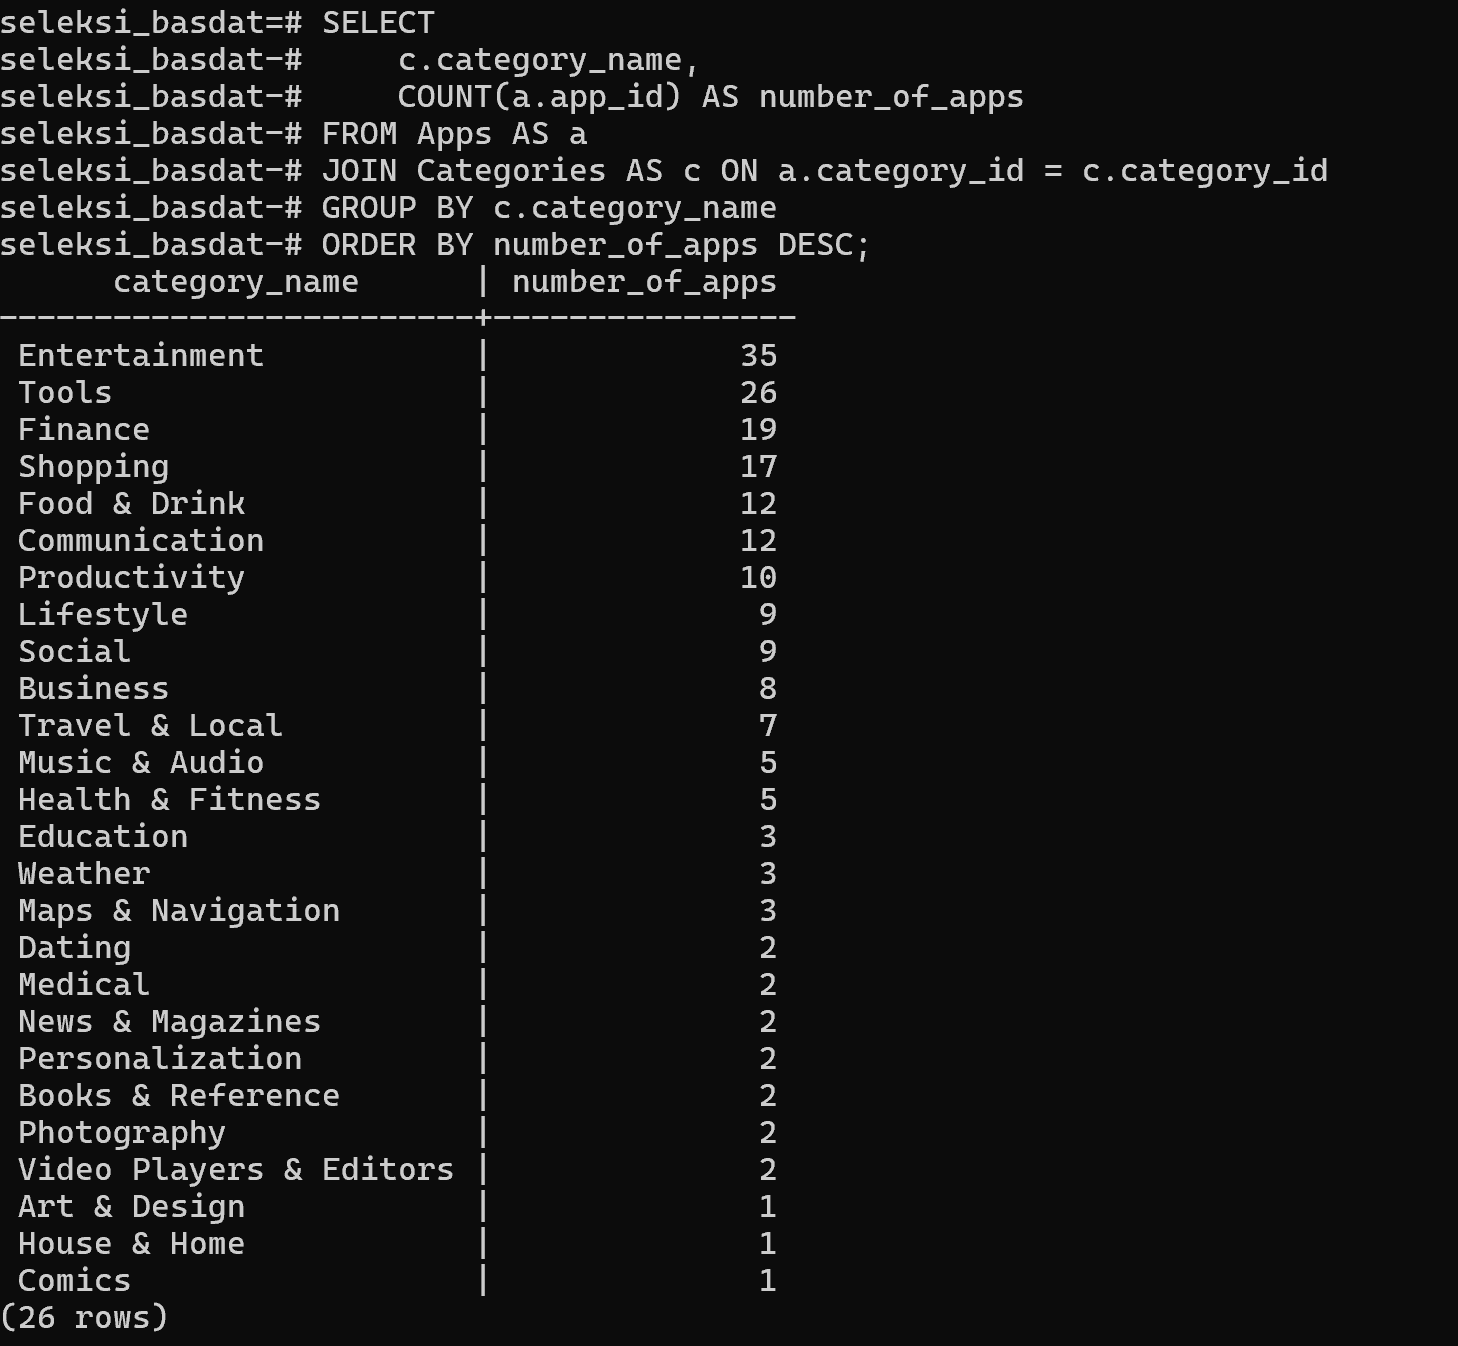 seleksi_basdat=# SELECT
seleksi_basdat-#     c.category_name,
seleksi_basdat-#     COUNT(a.app_id) AS number_of_apps
seleksi_basdat-# FROM Apps AS a
seleksi_basdat-# JOIN Categories AS c ON a.category_id = c.category_id
seleksi_basdat-# GROUP BY c.category_name
seleksi_basdat-# ORDER BY number_of_apps DESC;
      category_name      | number_of_apps
-------------------------+----------------
 Entertainment           |             35
 Tools                   |             26
 Finance                 |             19
 Shopping                |             17
 Food & Drink            |             12
 Communication           |             12
 Productivity            |             10
 Lifestyle               |              9
 Social                  |              9
 Business                |              8
 Travel & Local          |              7
 Music & Audio           |              5
 Health & Fitness        |              5
 Education               |              3
 Weather                 |              3
 Maps & Navigation       |              3
 Dating                  |              2
 Medical                 |              2
 News & Magazines        |              2
 Personalization         |              2
 Books & Reference       |              2
 Photography             |              2
 Video Players & Editors |              2
 Art & Design            |              1
 House & Home            |              1
 Comics                  |              1
(26 rows)